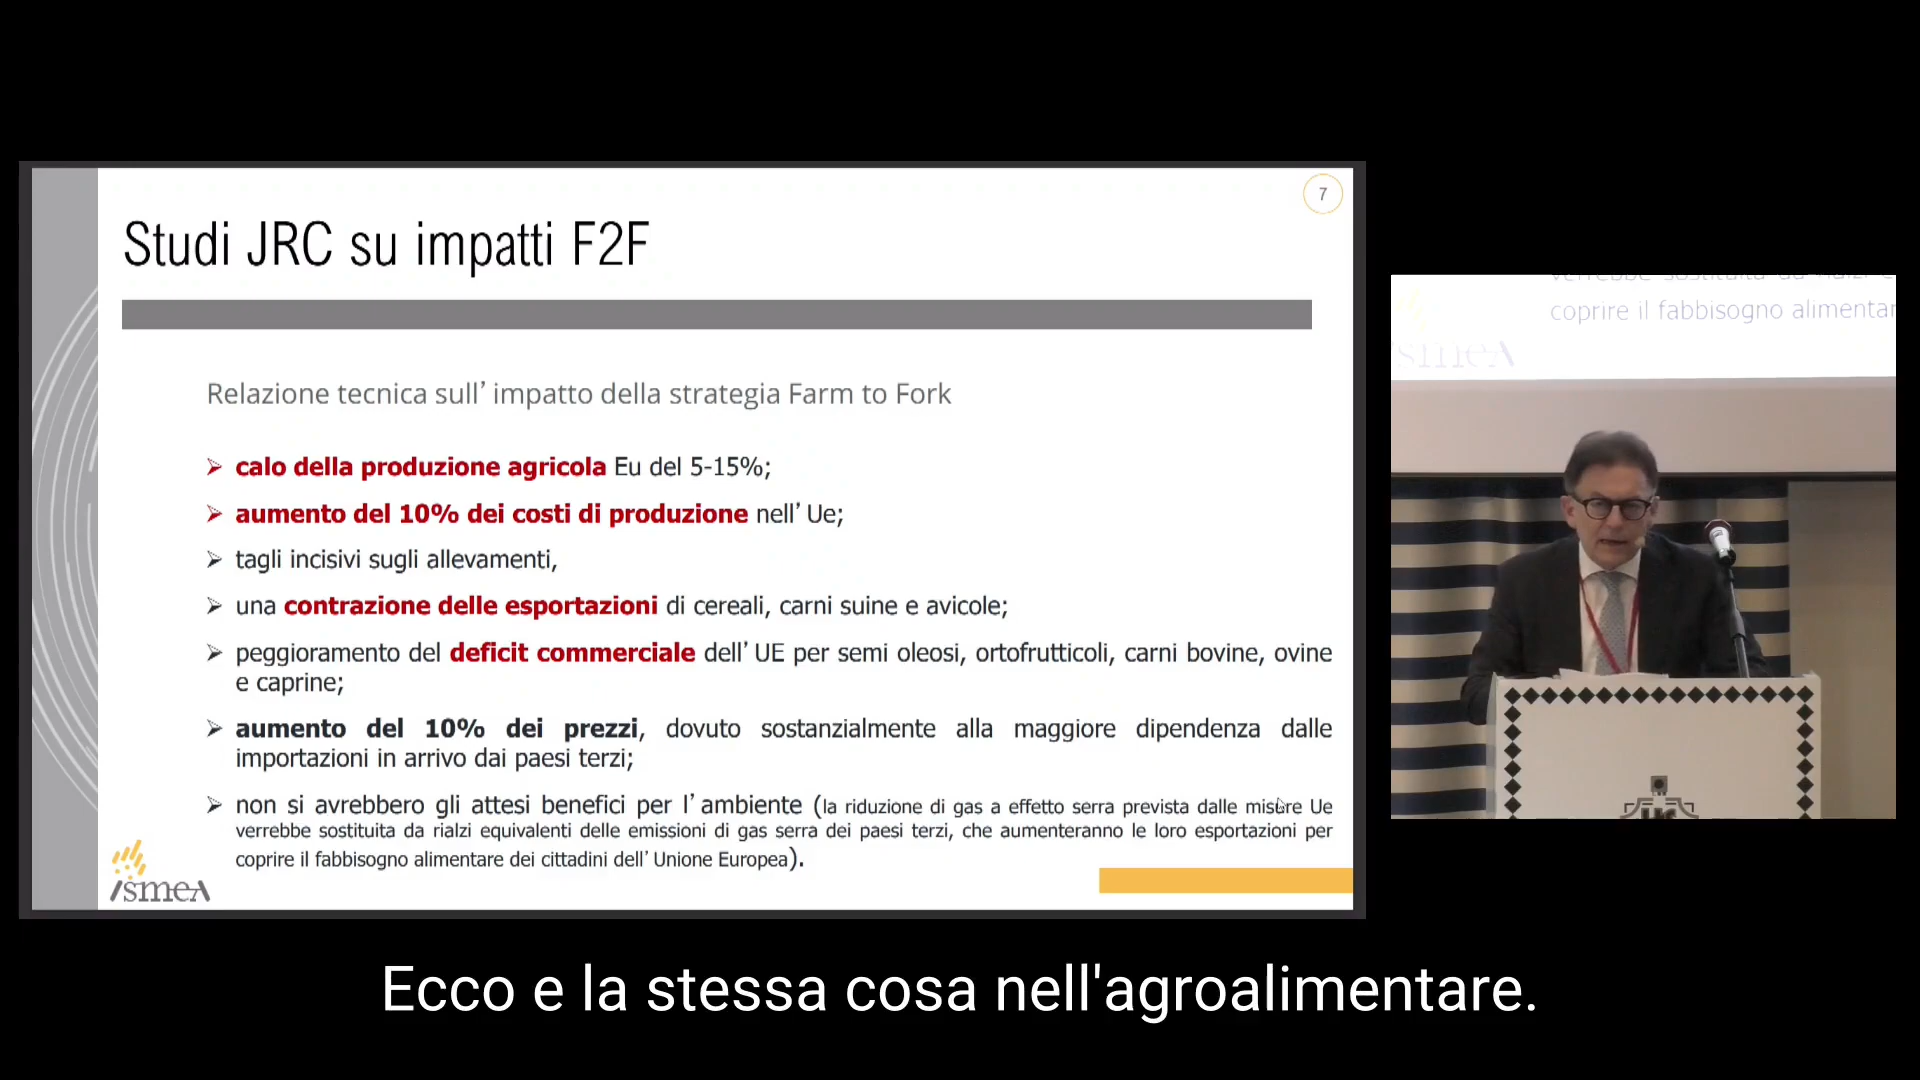 7
Studi JRC su impatti F2F
Relazione tecnica sull’impatto della strategia Farm to Fork
calo della produzione agricola Eu del 5-15%;
aumento del 10% dei costi di produzione nell’Ue;
tagli incisivi sugli allevamenti,
una contrazione delle esportazioni di cereali, carni suine e avicole;
peggioramento del deficit commerciale dell’UE per semi oleosi, ortofrutticoli, carni bovine, ovine
e caprine;
aumento del 10% dei prezzi, dovuto sostanzialmente alla maggiore dipendenza dalle
importazioni in arrivo dai paesi terzi;
non si avrebbero gli attesi benefici per l’ambiente (la riduzione di gas a effetto serra prevista dalle misure Ue
verrebbe sostituita da rialzi equivalenti delle emissioni di gas serra dei paesi terzi, che aumenteranno le loro esportazioni per
coprire il fabbisogno alimentare dei cittadini dell’Unione Europea).
ismeA
coprire il fabbisogno alimentar
smeA
Ecco e la stessa cosa nell'agroalimentare.